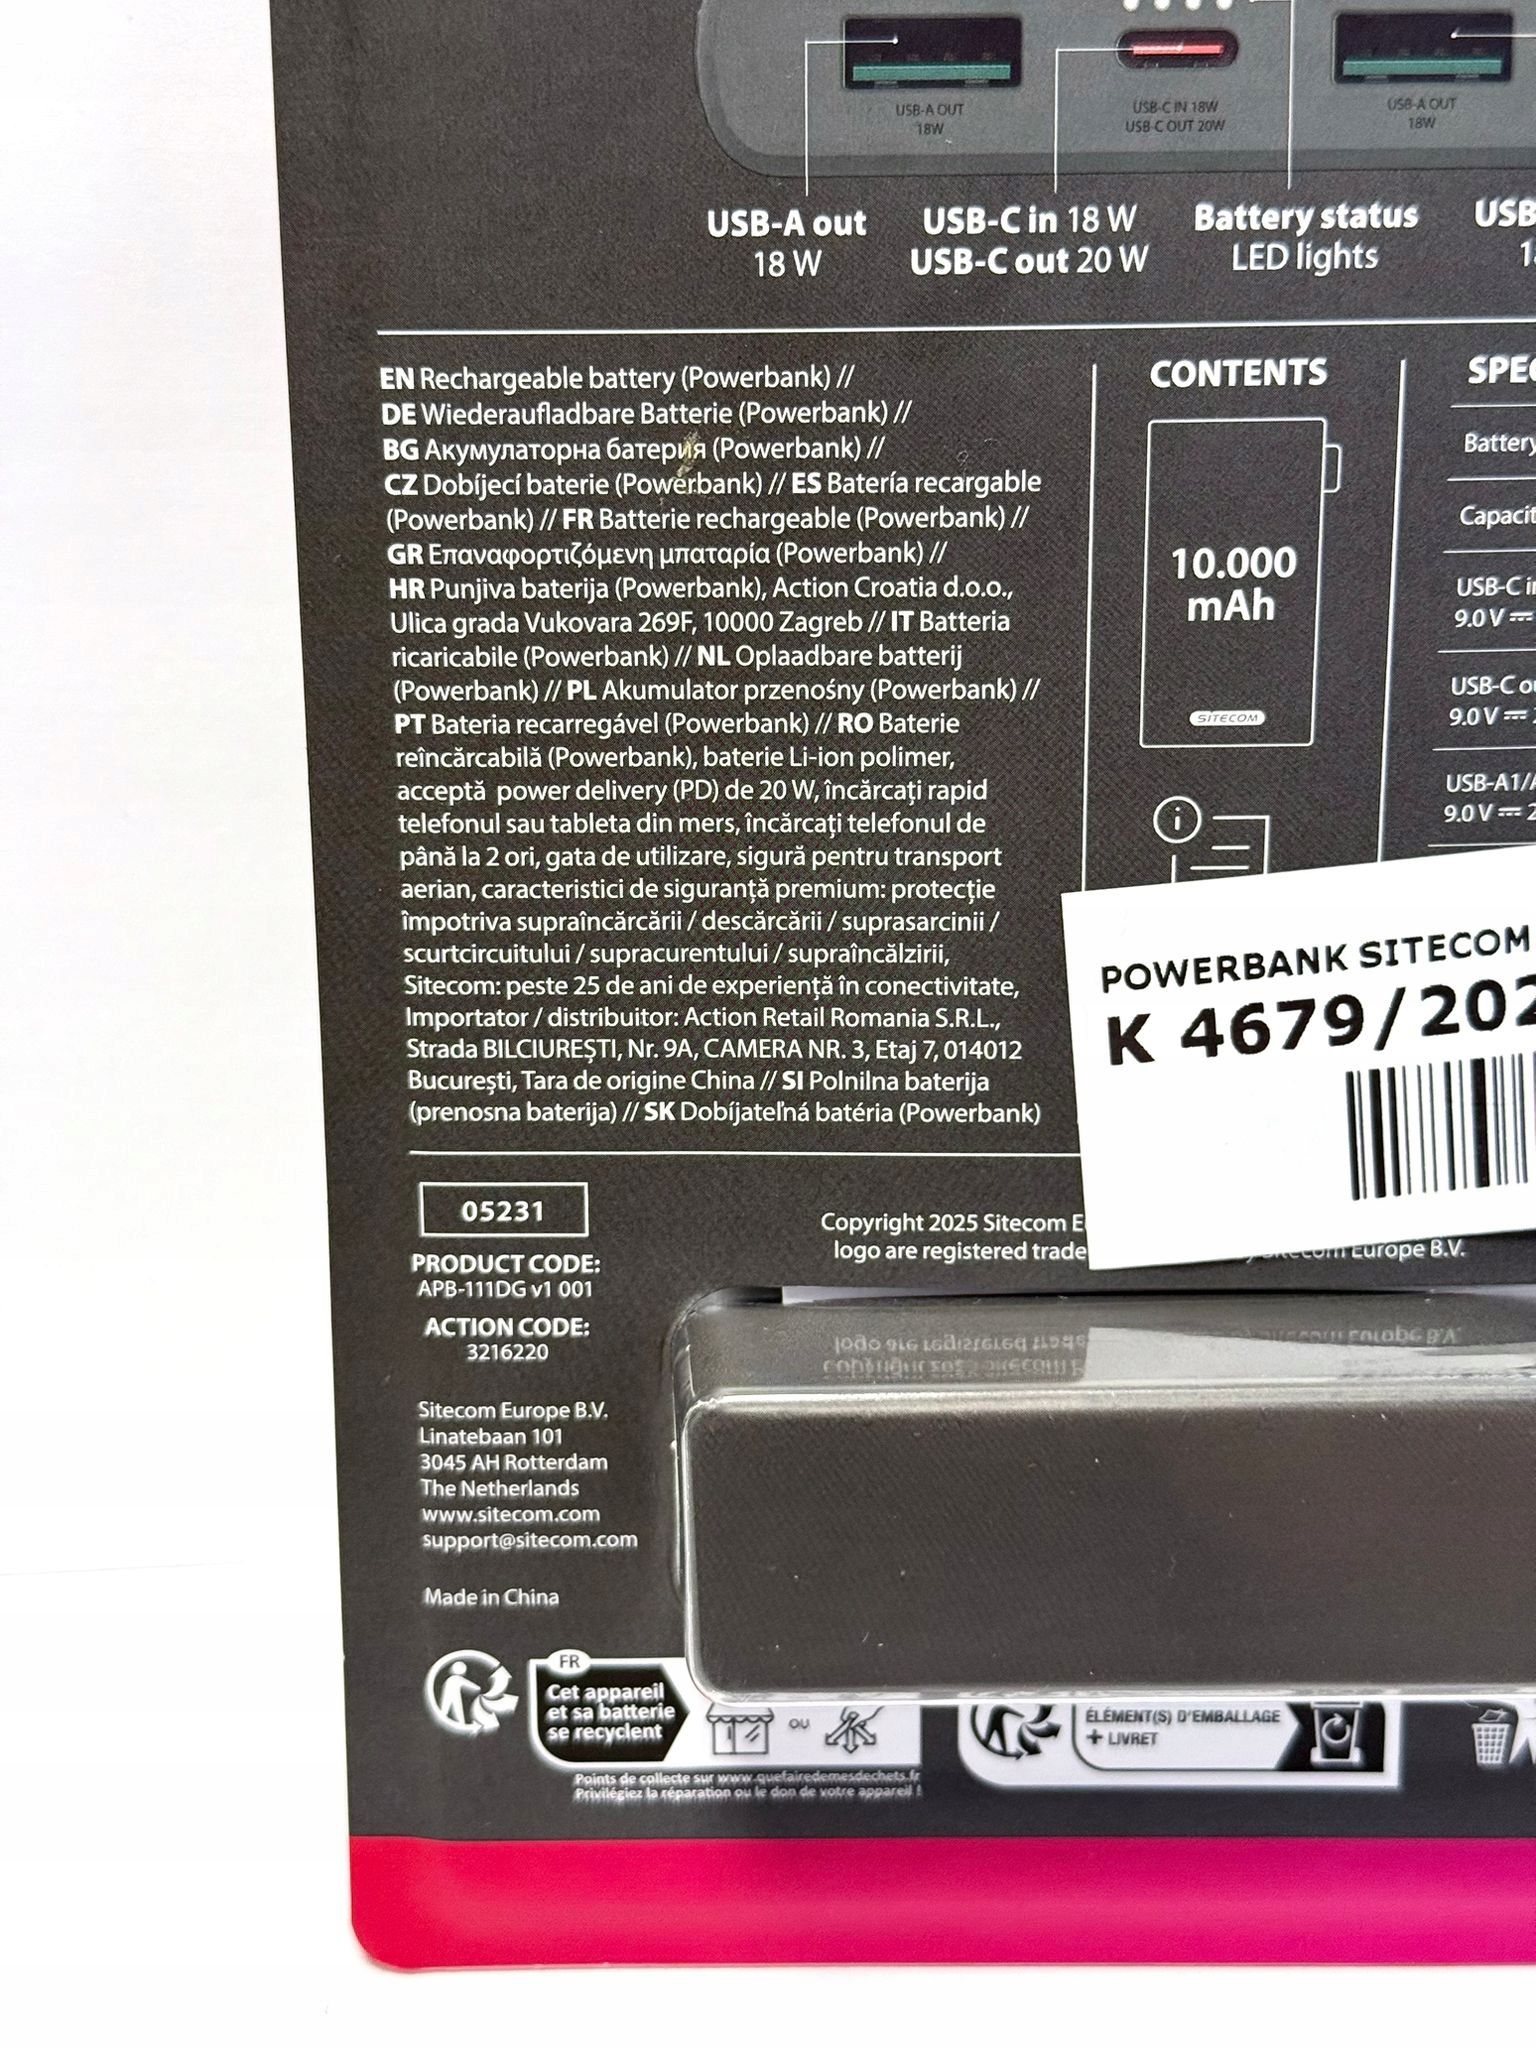 USB-A OUT
18W
USB-C IN 18W
USB-C OUT 20W
USB-A OUT
18W
USB-A out
18 W
USB-C in 18 W
USB-C out 20 W
Battery status
LED lights
USB
EN Rechargeable battery (Powerbank) //
DE Wiederaufladbare Batterie (Powerbank) //
BG Акумулаторна батерия (Powerbank) //
CZ Dobíjecí baterie (Powerbank) // ES Batería recargable
(Powerbank) // FR Batterie rechargeable (Powerbank) //
GR Επαναφορτιζόμενη μπαταρία (Powerbank) //
HR Punjiva baterija (Powerbank), Action Croatia d.o.o.,
Ulica grada Vukovara 269F, 10000 Zagreb // IT Batteria
ricaricabile (Powerbank) // NL Oplaadbare batterij
(Powerbank) // PL Akumulator przenośny (Powerbank) //
PT Bateria recarregável (Powerbank) // RO Baterie
reîncărcabilă (Powerbank), baterie Li-ion polimer,
acceptă power delivery (PD) de 20 W, încărcați rapid
telefonul sau tableta din mers, încărcați telefonul de
până la 2 ori, gata de utilizare, sigură pentru transport
aerian, caracteristici de siguranță premium: protecție
împotriva supraîncărcării / descărcării / suprasarcinii /
scurtcircuitului / supracurentului / supraîncălzirii,
Sitecom: peste 25 de ani de experiență în conectivitate,
Importator / distribuitor: Action Retail Romania S.R.L.,
Strada BILCIUREȘTI, Nr. 9A, CAMERA NR. 3, Etaj 7, 014012
București, Tara de origine China // SI Polnilna baterija
(prenosna baterija) // SK Dobíjateľná batéria (Powerbank)
CONTENTS
10.000
mAh
SITECOM
Battery
USB-C
9.0 V
USB-C
9.0 V
USB-A1/
9.0 V
POWERBANK SITECOM
K 4679/202
05231
PRODUCT CODE:
APB-111DG v1 001
ACTION CODE:
3216220
Copyright 2025 Sitecom
logo are registered
Europe B.V.
Sitecom Europe B.V.
Linatebaan 101
3045 AH Rotterdam
The Netherlands
www.sitecom.com
support@sitecom.com
Made in China
FR
Cet appareil
et sa batterie
se recyclent
OU
Points de collecte sur www.quefairedemesdechets.fr
Privilégiez la réparation ou le don de votre appareil !
ÉLÉMENT(S) D'EMBALLAGE
+ LIVRET